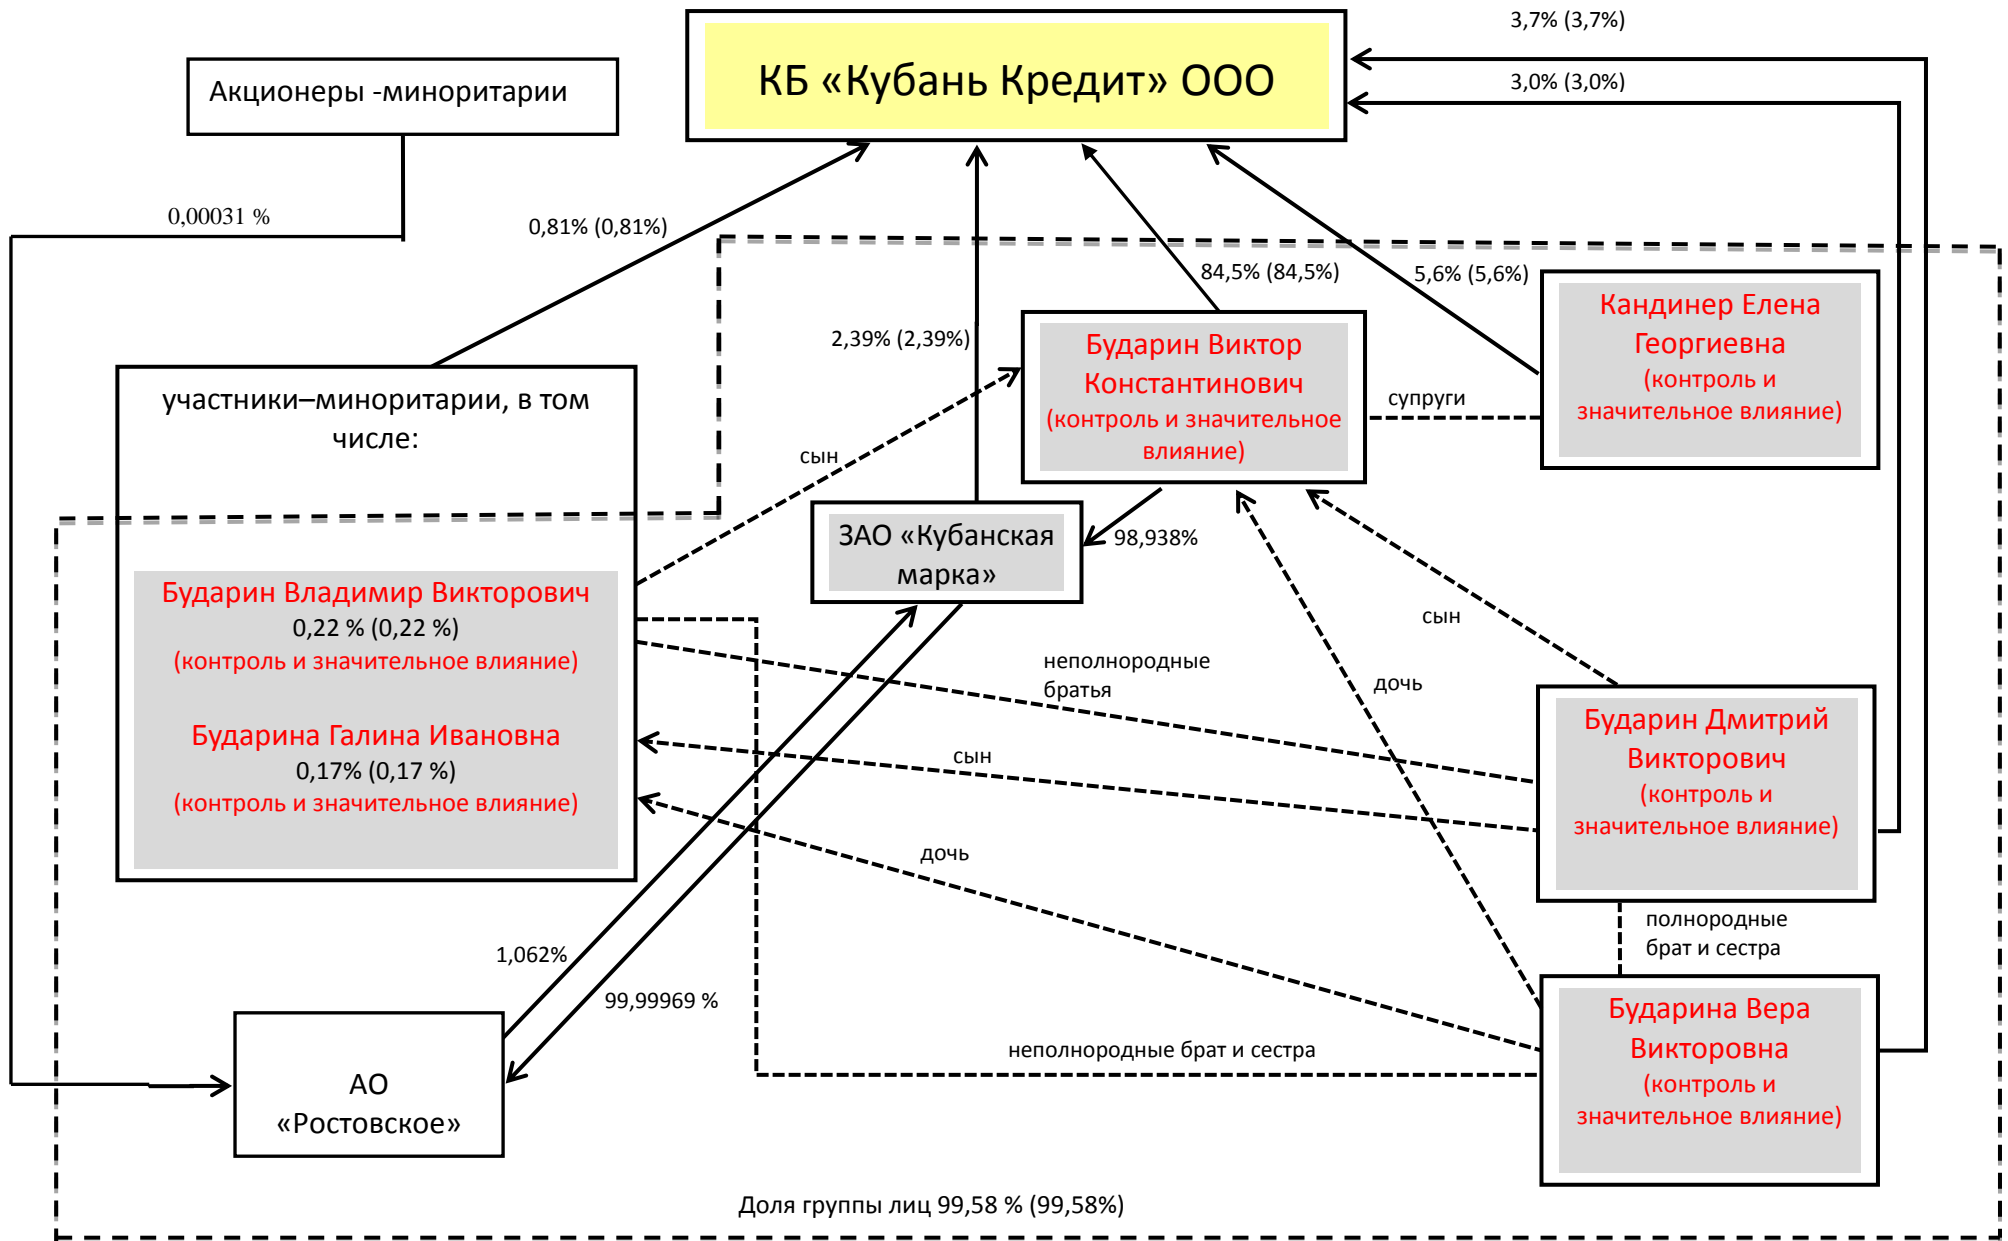 3,7% (3,7%)
КБ «Кубань Кредит» ООО
3,0% (3,0%)
Акционеры -миноритарии
0,00031 %
0,81% (0,81%)
84,5% (84,5%)
5,6% (5,6%)
2,39% (2,39%)
Кандинер Елена
Георгиевна
(контроль и
значительное влияние)
Бударин Виктор
Константинович
(контроль и значительное
влияние)
супруги
участники–миноритарии, в том
числе:
сын
ЗАО «Кубанская
марка»
98,938%
Бударин Владимир Викторович
0,22 % (0,22 %)
(контроль и значительное влияние)
Бударина Галина Ивановна
0,17% (0,17 %)
(контроль и значительное влияние)
сын
неполнородные
братья
дочь
Бударин Дмитрий
Викторович
(контроль и
значительное влияние)
сын
дочь
полнородные
брат и сестра
1,062%
99,99969 %
неполнородные брат и сестра
Бударина Вера
Викторовна
(контроль и
значительное влияние)
АО
«Ростовское»
Доля группы лиц 99,58 % (99,58%)